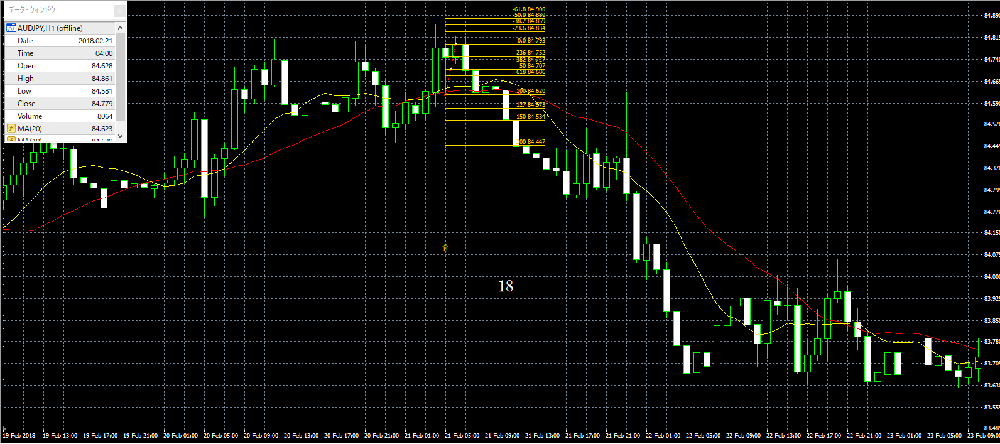 データ・ウィンドウ
AUDJPY,H1 (offline)
Date 2018.02.21
Time 04:00
Open 84.628
High 84.861
Low 84.581
Close 84.779
Volume 8064
MA(20) 84.623
MA(10) 84.629
-61.8 84.900
-50.0 84.880
-38.2 84.859
-23.6 84.834
0.0 84.793
236 84.752
382 84.727
50 84.707
618 84.686
100 84.620
127 84.573
150 84.534
200 84.447
18
84.890
84.815
84.740
84.665
84.590
84.520
84.445
84.370
84.295
84.220
84.150
84.075
84.000
83.925
83.850
83.780
83.705
83.630
83.555
83.485
19 Feb 2018 19 Feb 13:00 19 Feb 17:00 19 Feb 21:00 20 Feb 01:00 20 Feb 05:00 20 Feb 09:00 20 Feb 13:00 20 Feb 17:00 20 Feb 21:00 21 Feb 01:00 21 Feb 05:00 21 Feb 09:00 21 Feb 13:00 21 Feb 17:00 21 Feb 21:00 22 Feb 01:00 22 Feb 05:00 22 Feb 09:00 22 Feb 13:00 22 Feb 17:00 22 Feb 21:00 23 Feb 01:00 23 Feb 05:00 23 Feb 09:00